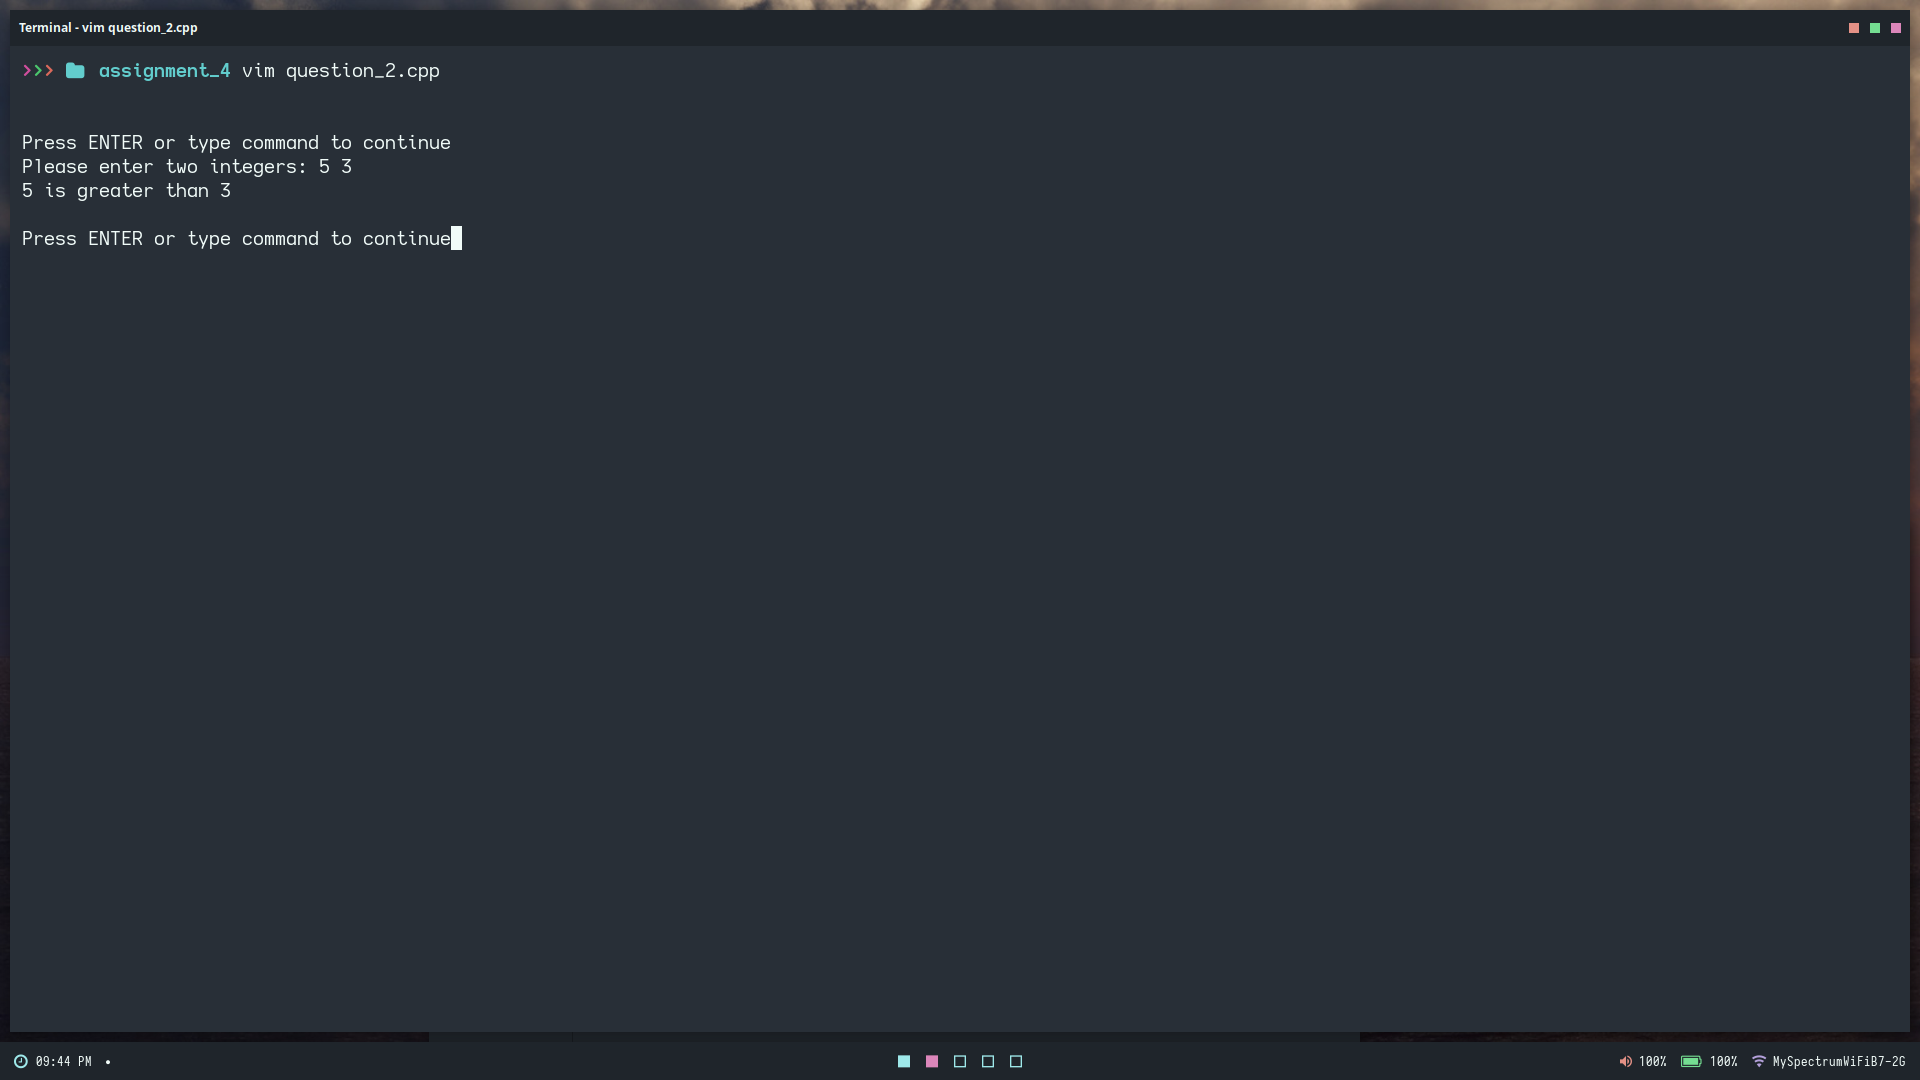 Terminal - vim question_2.cpp
>>> assignment_4 vim question_2.cpp
Press ENTER or type command to continue
Please enter two integers: 5 3
5 is greater than 3
Press ENTER or type command to continue
09:44 PM
100% 100% MySpectrumWiFiB7-2G